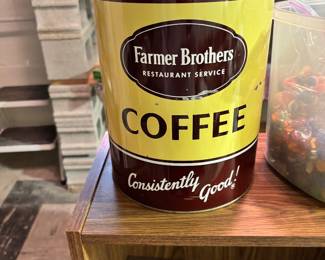 Farmer Brothers
RESTAURANT SERVICE
COFFEE
Consistently Good!